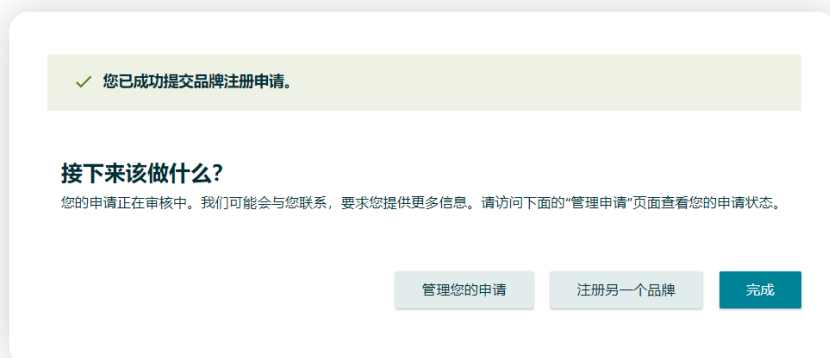 您已成功提交品牌注册申请。
接下来该做什么?
您的申请正在审核中。我们可能会与您联系，要求您提供更多信息。请访问下面的“管理申请”页面查看您的申请状态。
管理您的申请
注册另一个品牌
完成